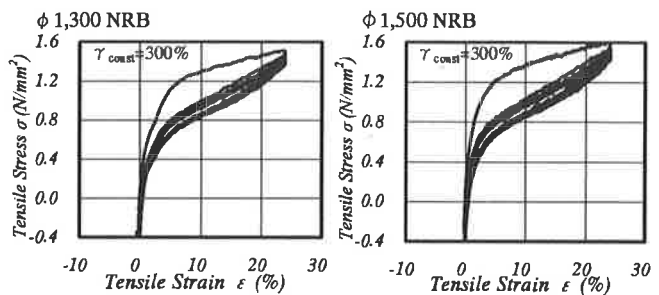 ϕ 1,300 NRB
1.6
1.2
0.8
0.4
0.0
-0.4
Tensile Stress σ (N/mm²)
γ const=300%
-10 0 10 20 30
Tensile Strain ε (%)
ϕ 1,500 NRB
1.6
1.2
0.8
0.4
0.0
-0.4
Tensile Stress σ (N/mm²)
γ const=300%
-10 0 10 20 30
Tensile Strain ε (%)